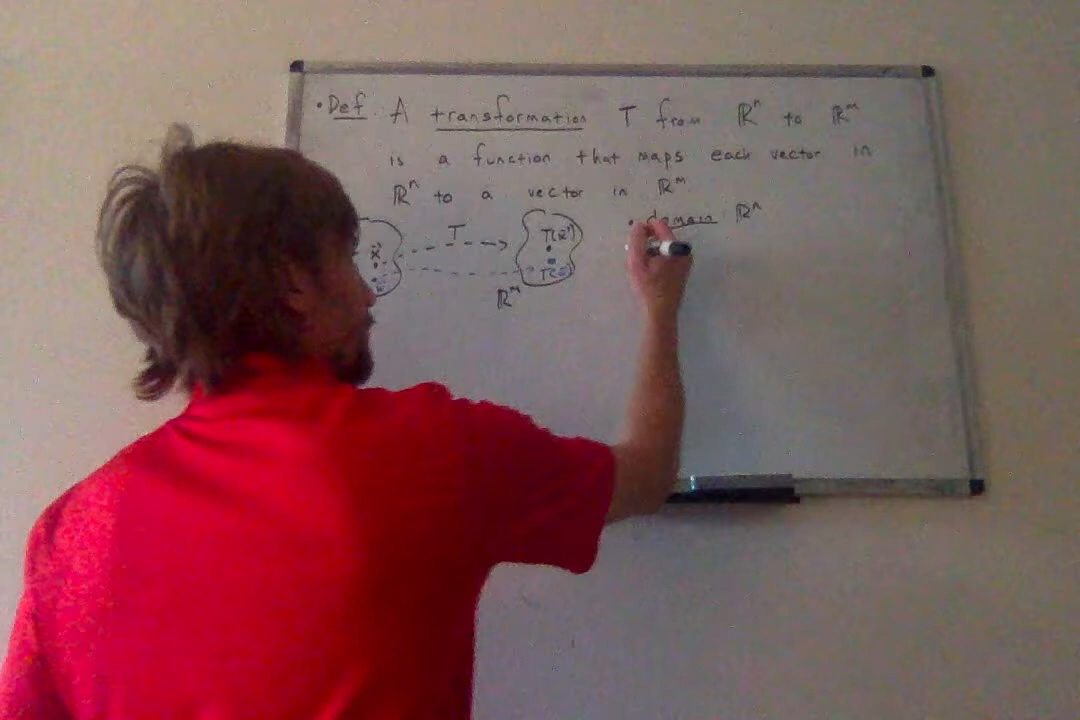 • Def. A transformation T from ℝⁿ to ℝᵐ
is a function that maps each vector in
ℝⁿ to a vector in ℝᵐ
• domain ℝⁿ
T
x⃗
T(x⃗)
ℝᵐ